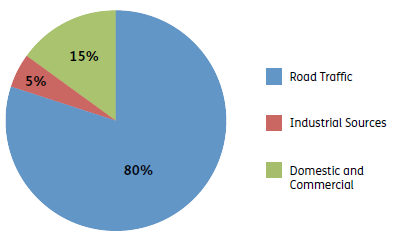 15%
5%
80%
Road Traffic
Industrial Sources
Domestic and
Commercial